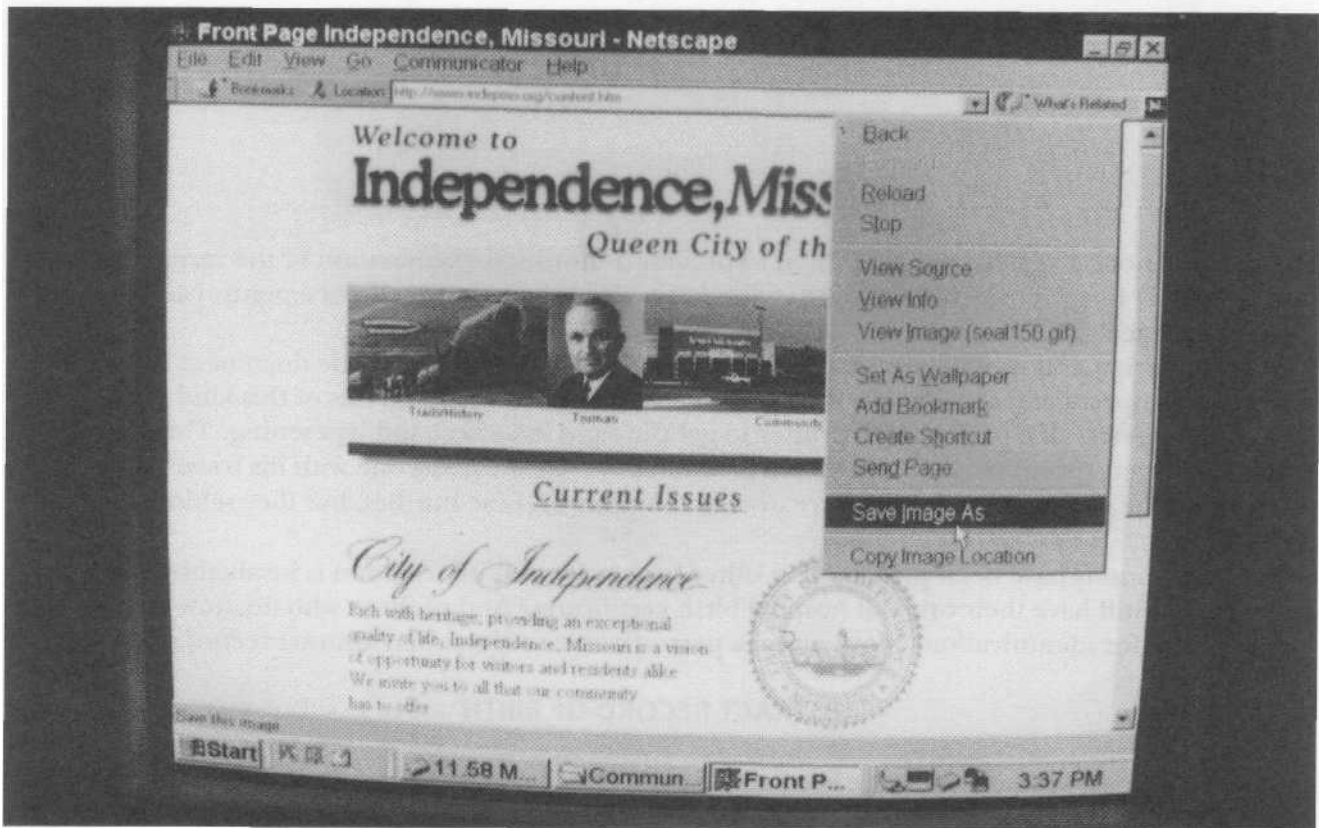 Front Page Independence, Missouri - Netscape
File Edit View Go Communicator Help
Bookmarks Location What's Related
Welcome to
Independence, Miss
Queen City of th
Trails/History Truman Community
Current Issues
City of Independence
Rich with heritage, providing an exceptional
quality of life, Independence, Missouri is a vision
of opportunity for visitors and residents alike
We invite you to all that our community
has to offer
Back
Reload
Stop
View Source
View Info
View Image (seal150.gif)
Set As Wallpaper
Add Bookmark
Create Shortcut
Send Page
Save Image As
Copy Image Location
Save this image
Start 11.58 M... Commun... Front P... 3:37 PM